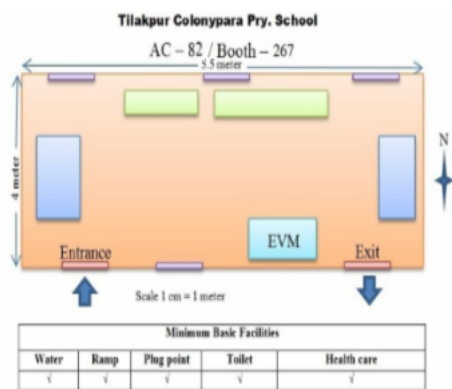 Tilakpur Colonypara Pry. School
AC – 82 / Booth – 267
5.5 meter
4 meter
N
EVM
Entrance
Exit
Scale 1 cm = 1 meter
Minimum Basic Facilities
Water Ramp Plug point Toilet Health care
√ √ √ √ √